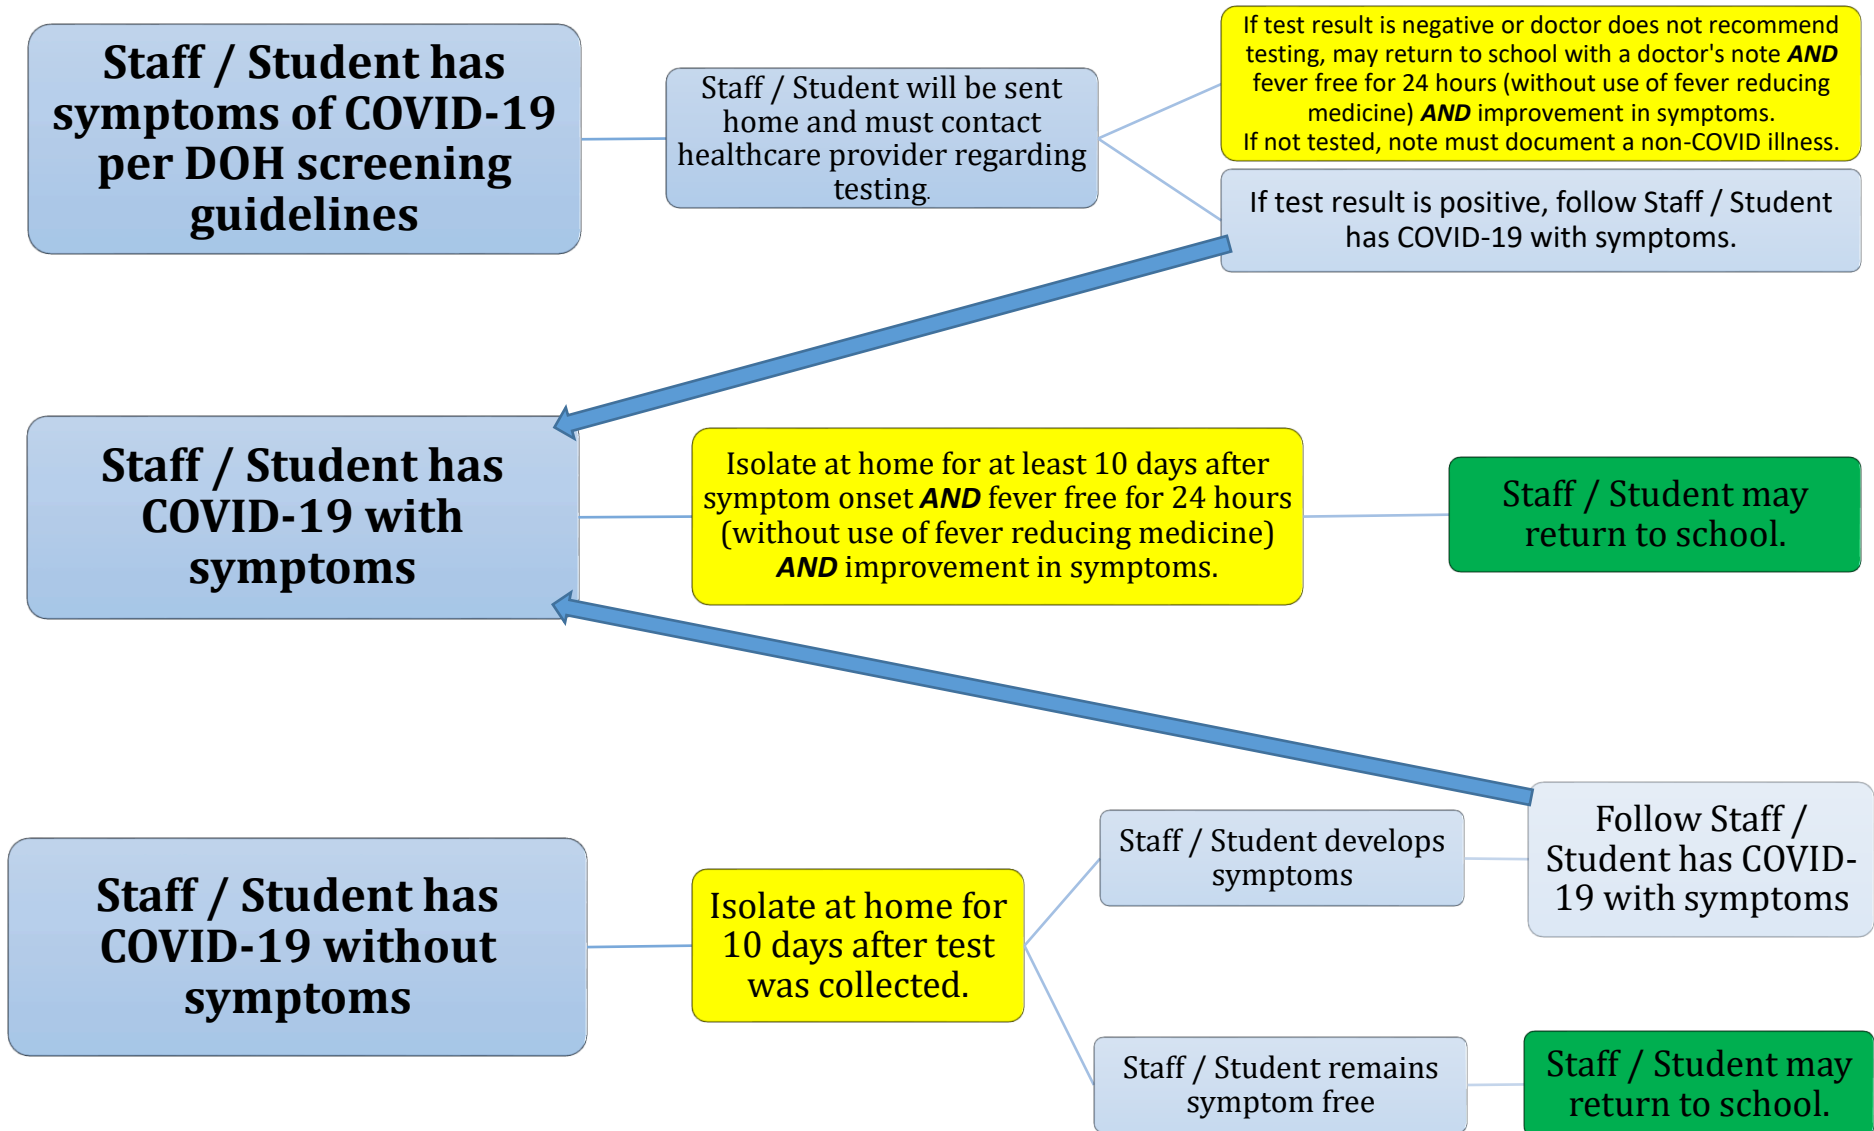 Staff / Student has
symptoms of COVID-19
per DOH screening
guidelines
Staff / Student will be sent
home and must contact
healthcare provider regarding
testing.
If test result is negative or doctor does not recommend
testing, may return to school with a doctor's note AND
fever free for 24 hours (without use of fever reducing
medicine) AND improvement in symptoms.
If not tested, note must document a non-COVID illness.
If test result is positive, follow Staff / Student
has COVID-19 with symptoms.
Staff / Student has
COVID-19 with
symptoms
Isolate at home for at least 10 days after
symptom onset AND fever free for 24 hours
(without use of fever reducing medicine)
AND improvement in symptoms.
Staff / Student may
return to school.
Staff / Student has
COVID-19 without
symptoms
Isolate at home for
10 days after test
was collected.
Staff / Student develops
symptoms
Follow Staff /
Student has COVID-
19 with symptoms
Staff / Student remains
symptom free
Staff / Student may
return to school.